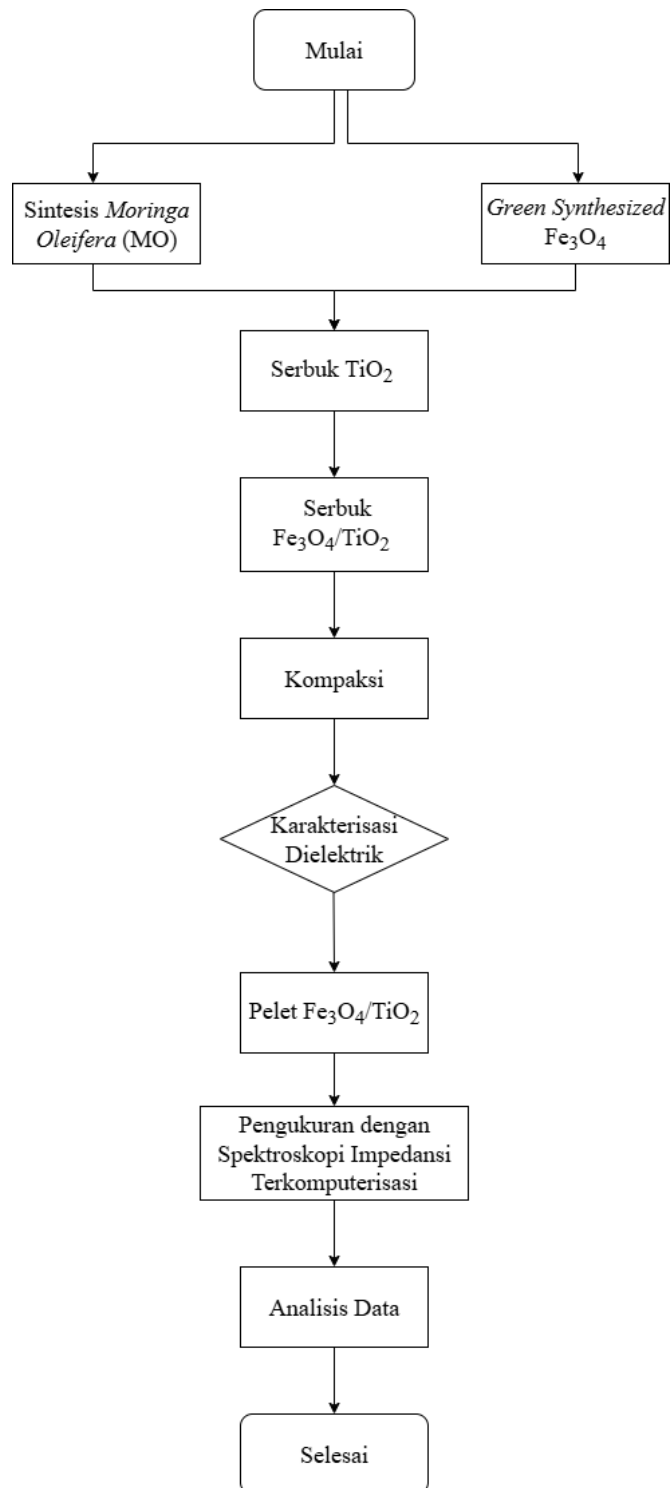 Mulai
Sintesis Moringa
Oleifera (MO)
Green Synthesized
Fe₃O₄
Serbuk TiO₂
Serbuk
Fe₃O₄/TiO₂
Kompaksi
Karakterisasi
Dielektrik
Pelet Fe₃O₄/TiO₂
Pengukuran dengan
Spektroskopi Impedansi
Terkomputerisasi
Analisis Data
Selesai